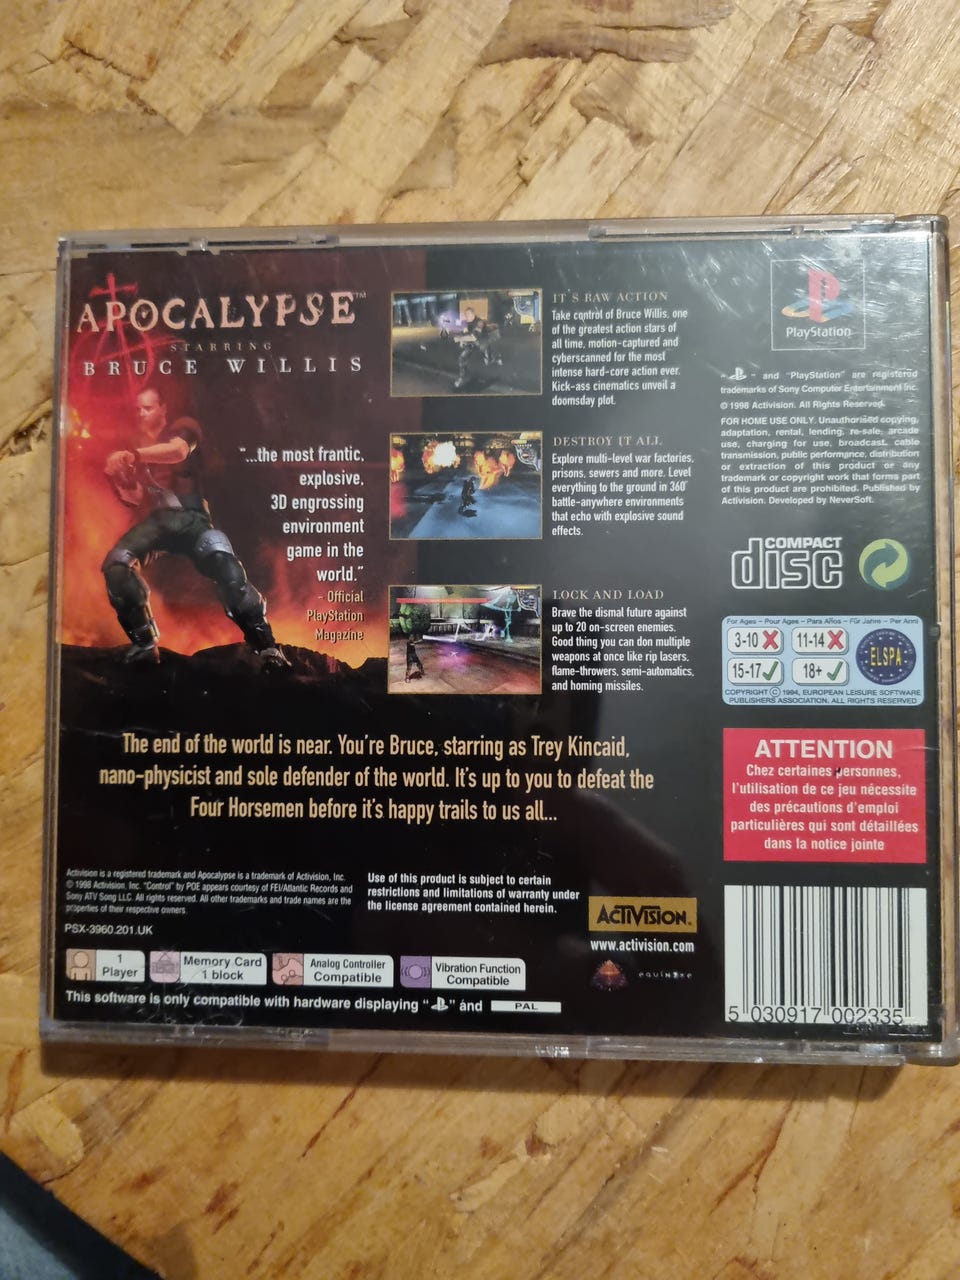 APOCALYPSE™
STARRING
BRUCE WILLIS
"...the most frantic,
explosive,
3D engrossing
environment
game in the
world."
- Official
PlayStation
Magazine
IT'S RAW ACTION
Take control of Bruce Willis, one
of the greatest action stars of
all time, motion-captured and
cyberscanned for the most
intense hard-core action ever.
Kick-ass cinematics unveil a
doomsday plot.
DESTROY IT ALL
Explore multi-level war factories,
prisons, sewers and more. Level
everything to the ground in 360°
battle-anywhere environments
that echo with explosive sound
effects.
LOCK AND LOAD
Brave the dismal future against
up to 20 on-screen enemies.
Good thing you can don multiple
weapons at once like rip lasers,
flame-throwers, semi-automatics,
and homing missiles.
The end of the world is near. You're Bruce, starring as Trey Kincaid,
nano-physicist and sole defender of the world. It's up to you to defeat the
Four Horsemen before it's happy trails to us all...
Activision is a registered trademark and Apocalypse is a trademark of Activision, Inc.
© 1998 Activision, Inc. "Control" by POE appears courtesy of FEI/Atlantic Records and
Sony ATV Song LLC. All rights reserved. All other trademarks and trade names are the
properties of their respective owners.
PSX-3960.201.UK
Use of this product is subject to certain
restrictions and limitations of warranty under
the license agreement contained herein.
ACTIVISION.
www.activision.com
equinoxe
1
Player
Memory Card
1 block
Analog Controller
Compatible
Vibration Function
Compatible
This software is only compatible with hardware displaying " " and PAL
PlayStation
" " and "PlayStation" are registered
trademarks of Sony Computer Entertainment Inc.
© 1998 Activision. All Rights Reserved.
FOR HOME USE ONLY. Unauthorised copying,
adaptation, rental, lending, re-sale, arcade
use, charging for use, broadcast, cable
transmission, public performance, distribution
or extraction of this product or any
trademark or copyright work that forms part
of this product are prohibited. Published by
Activision. Developed by NeverSoft.
COMPACT
disc
For Ages – Pour Ages – Para Años – Für Jahre – Per Anni
3-10 11-14
15-17 18+
ELSPA
COPYRIGHT © 1994, EUROPEAN LEISURE SOFTWARE
PUBLISHERS ASSOCIATION. ALL RIGHTS RESERVED
ATTENTION
Chez certaines personnes,
l'utilisation de ce jeu nécessite
des précautions d'emploi
particulières qui sont détaillées
dans la notice jointe
5 030917 002335